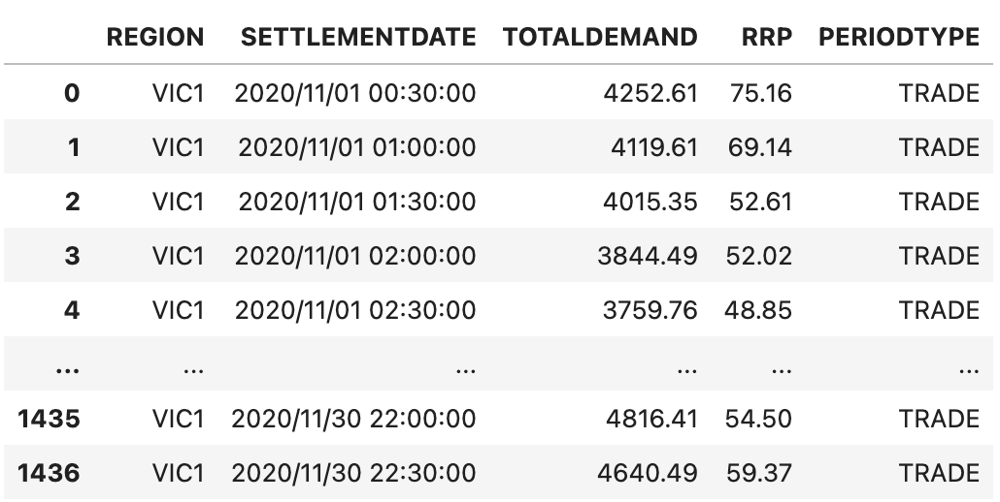 REGION SETTLEMENTDATE TOTALDEMAND RRP PERIODTYPE
0 VIC1 2020/11/01 00:30:00 4252.61 75.16 TRADE
1 VIC1 2020/11/01 01:00:00 4119.61 69.14 TRADE
2 VIC1 2020/11/01 01:30:00 4015.35 52.61 TRADE
3 VIC1 2020/11/01 02:00:00 3844.49 52.02 TRADE
4 VIC1 2020/11/01 02:30:00 3759.76 48.85 TRADE
... ... ... ... ... ...
1435 VIC1 2020/11/30 22:00:00 4816.41 54.50 TRADE
1436 VIC1 2020/11/30 22:30:00 4640.49 59.37 TRADE